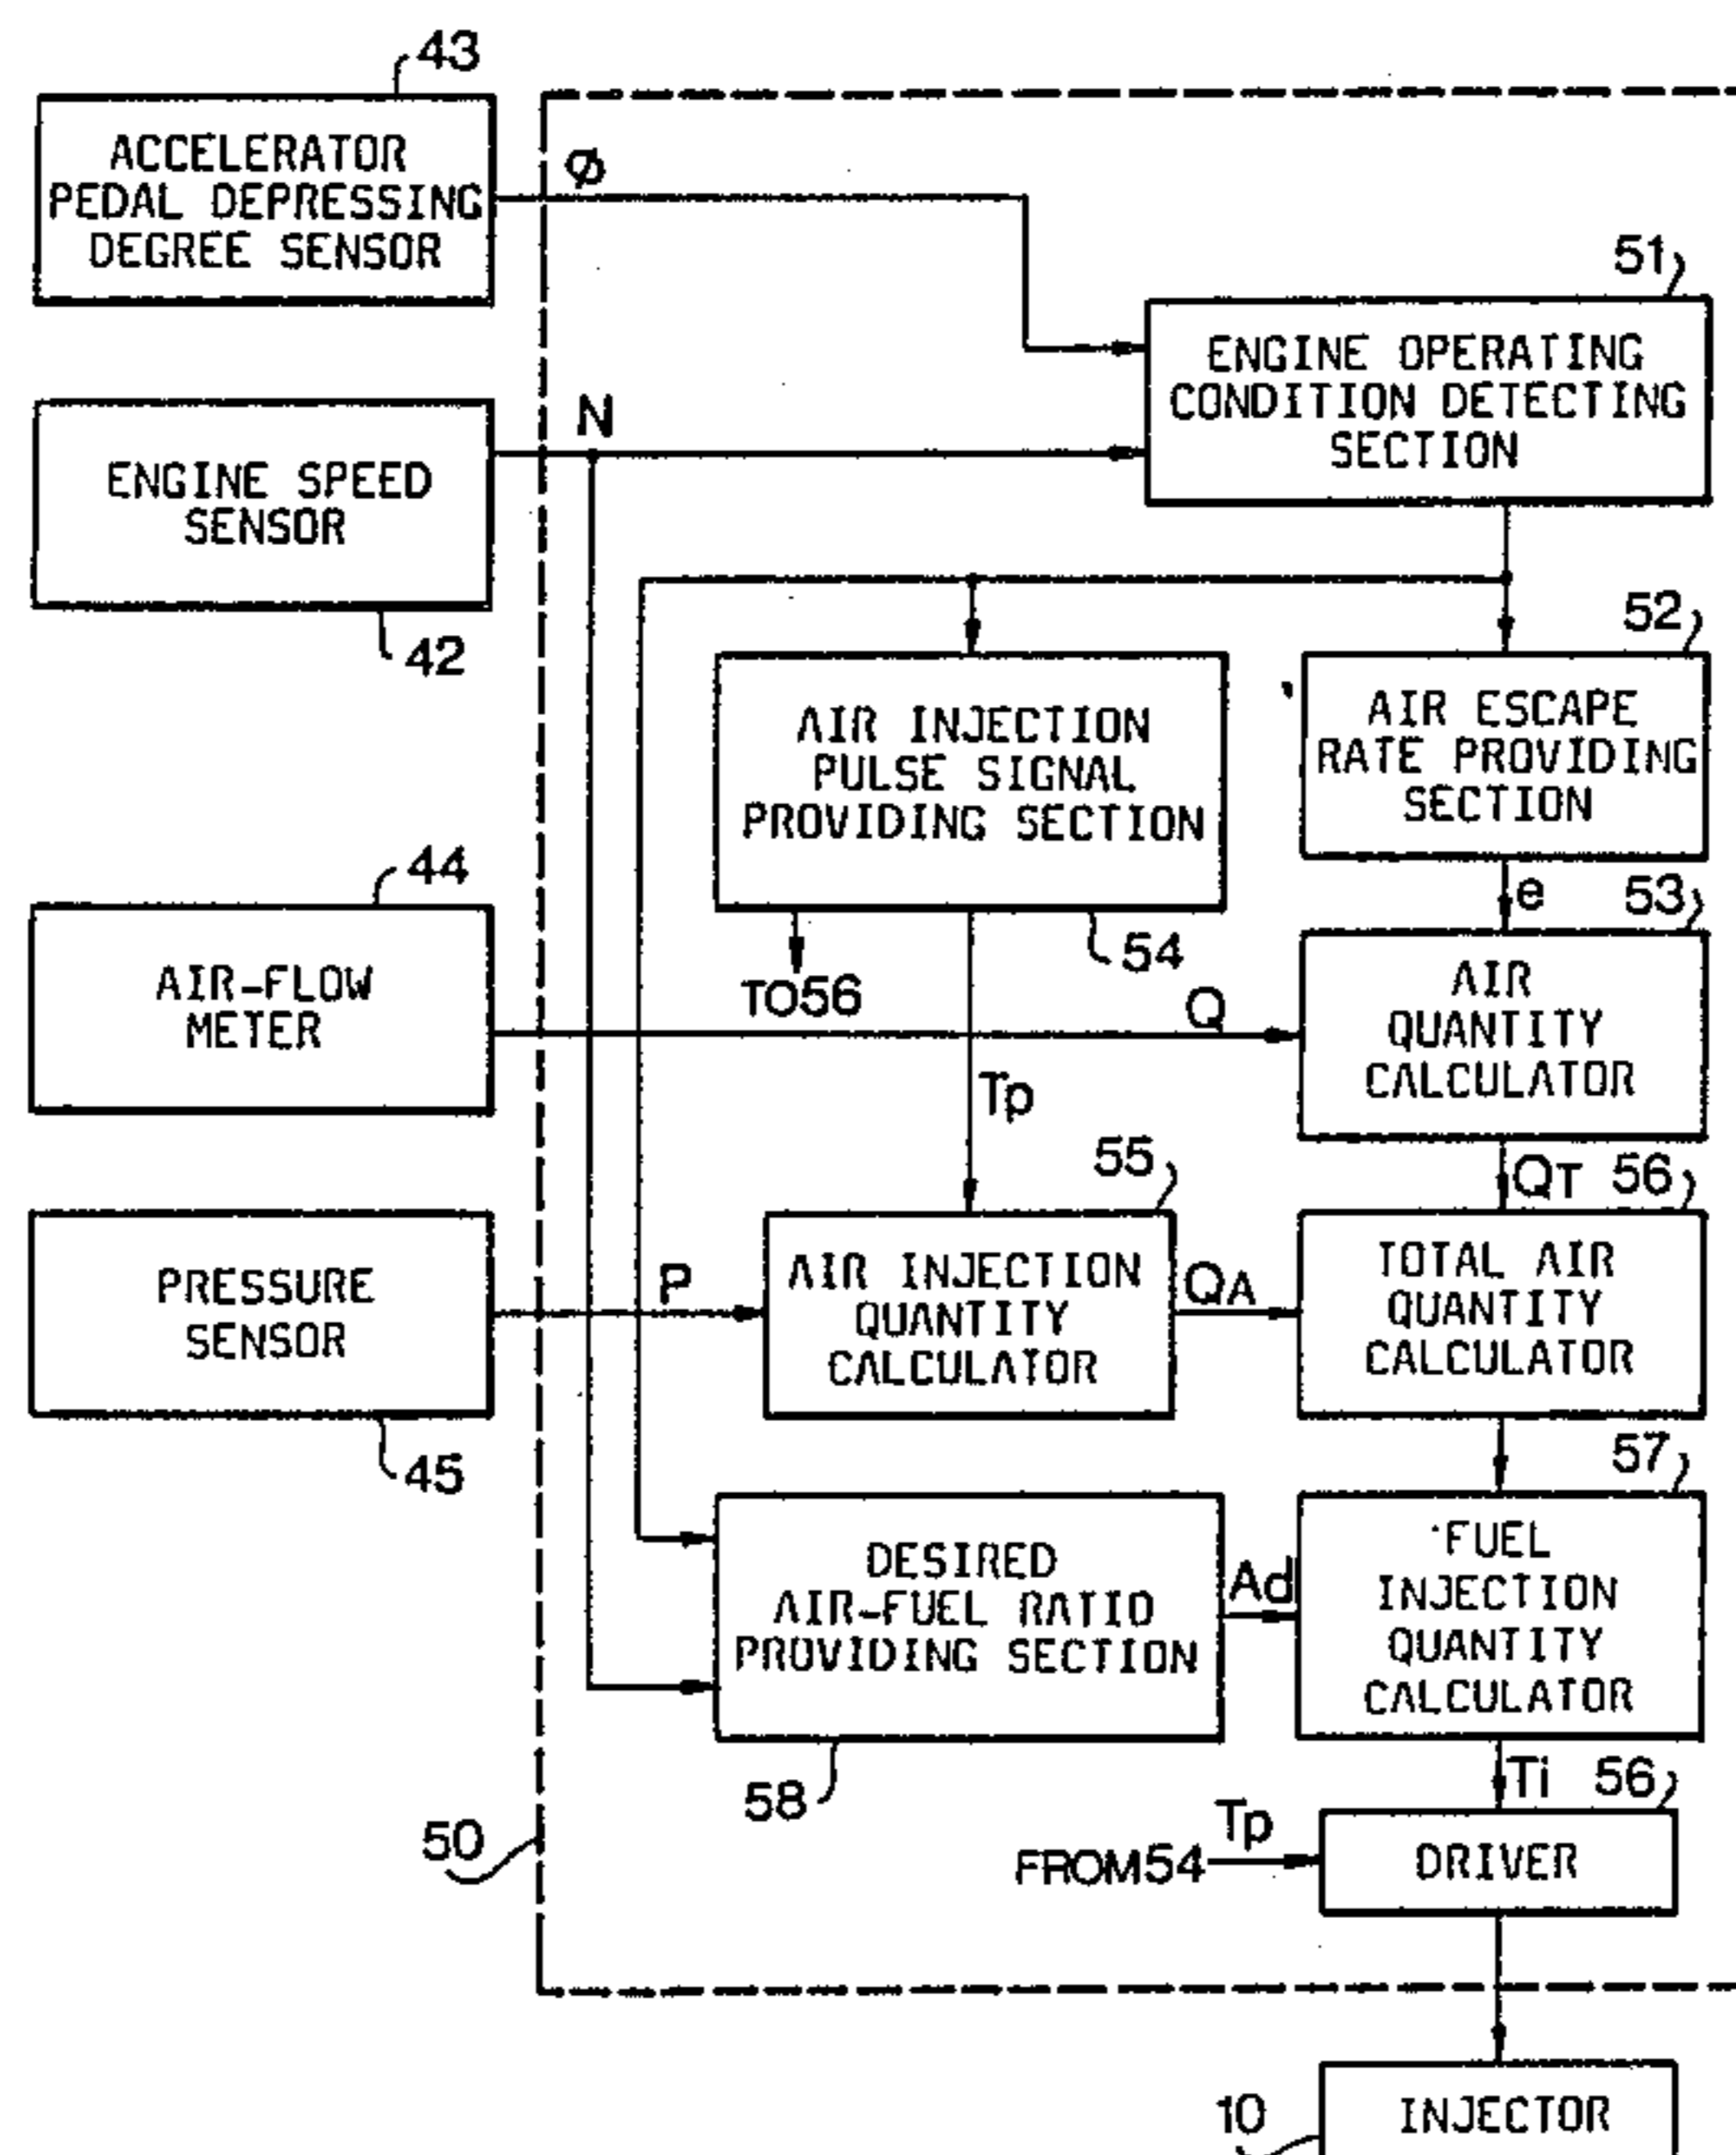 43
ACCELERATOR
PEDAL DEPRESSING
DEGREE SENSOR
Ø
51
ENGINE OPERATING
CONDITION DETECTING
SECTION
N
ENGINE SPEED
SENSOR
42
52
AIR INJECTION
PULSE SIGNAL
PROVIDING SECTION
AIR ESCAPE
RATE PROVIDING
SECTION
44
e
53
54
TO56
AIR-FLOW
METER
Q
AIR
QUANTITY
CALCULATOR
Tp
55
QT
56
PRESSURE
SENSOR
P
AIR INJECTION
QUANTITY
CALCULATOR
QA
TOTAL AIR
QUANTITY
CALCULATOR
45
57
DESIRED
AIR-FUEL RATIO
PROVIDING SECTION
Ad
FUEL
INJECTION
QUANTITY
CALCULATOR
58
50
Ti
56
Tp
FROM54
DRIVER
10
INJECTOR